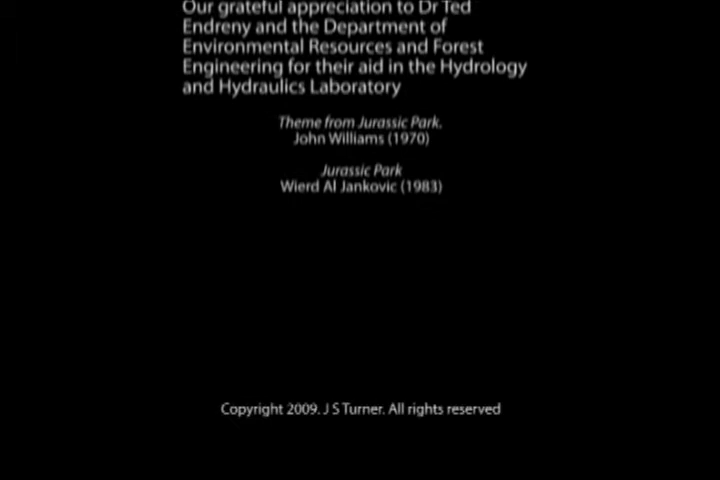 Our grateful appreciation to Dr Ted
Endreny and the Department of
Environmental Resources and Forest
Engineering for their aid in the Hydrology
and Hydraulics Laboratory
Theme from Jurassic Park.
John Williams (1970)
Jurassic Park
Wierd Al Jankovic (1983)
Copyright 2009. J S Turner. All rights reserved